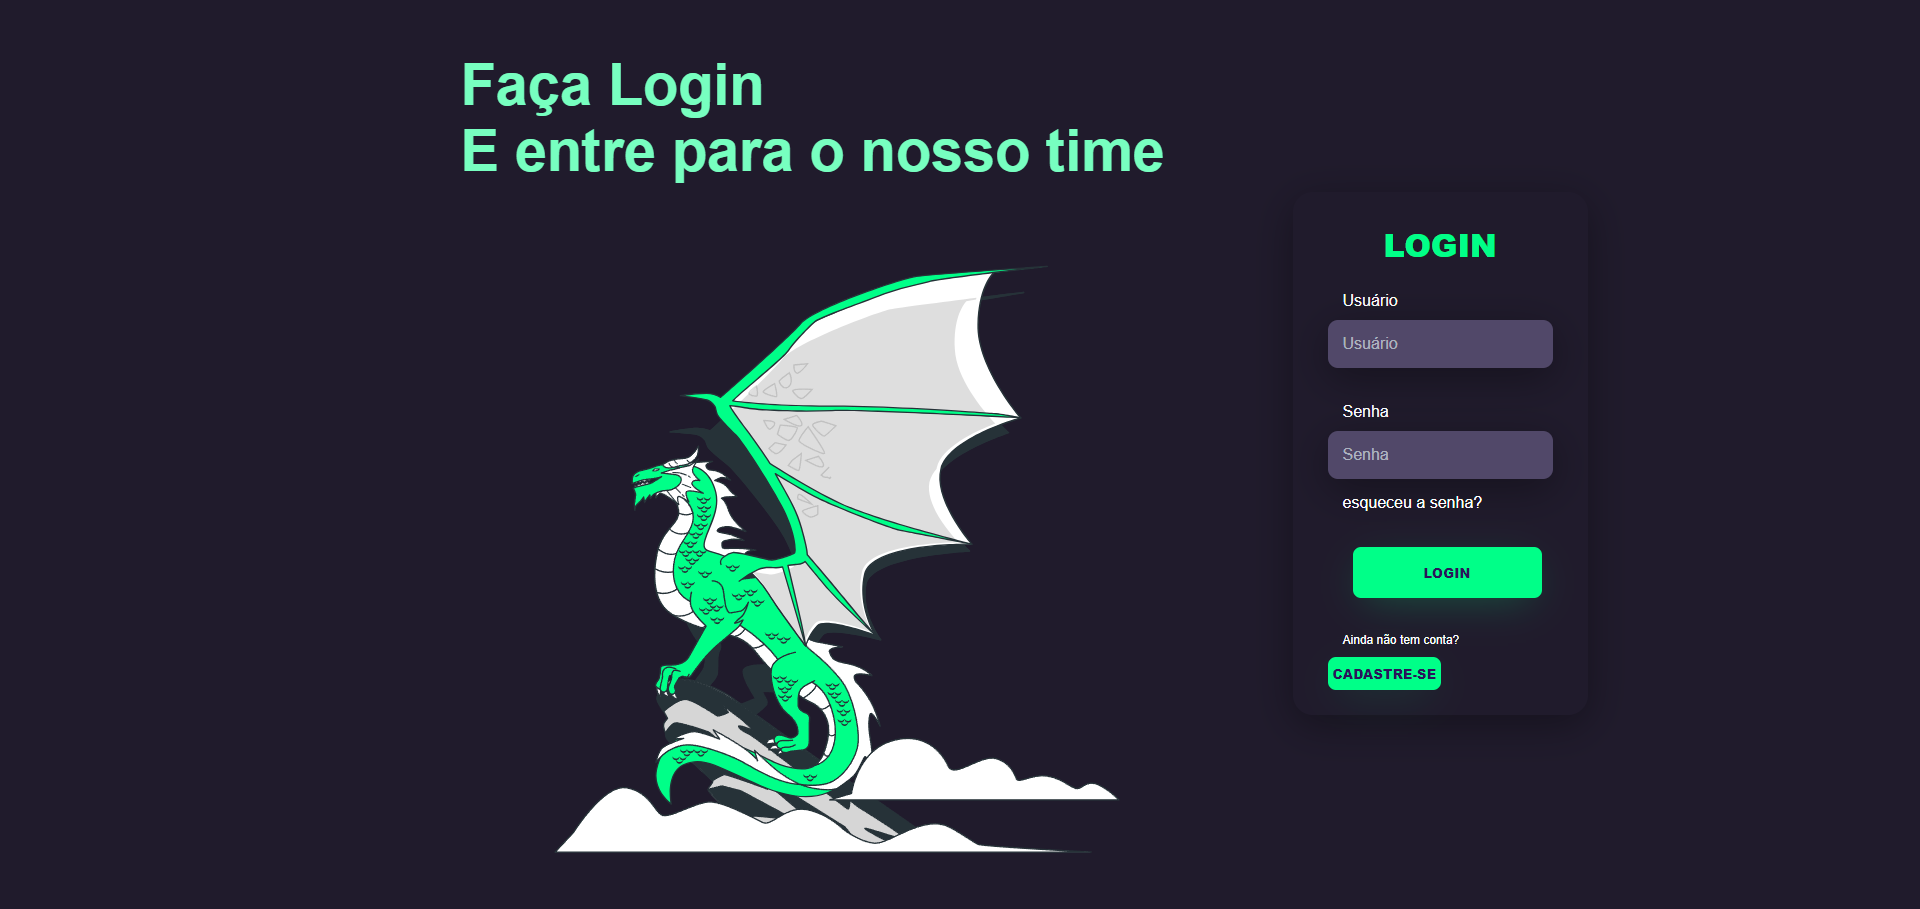 Faça Login
E entre para o nosso time
LOGIN
Usuário
Usuário
Senha
Senha
esqueceu a senha?
LOGIN
Ainda não tem conta?
CADASTRE-SE